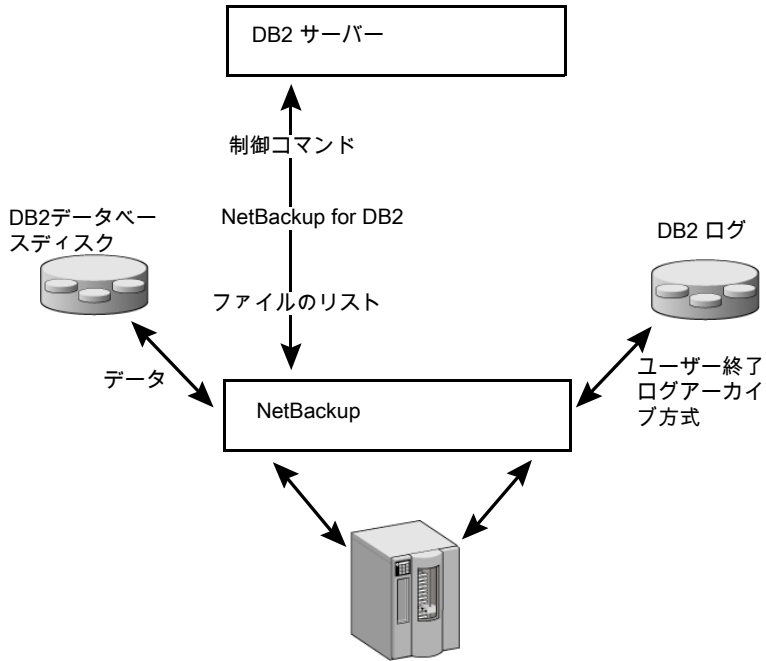 DB2 サーバー
制御コマンド
NetBackup for DB2
DB2データベー
スディスク
DB2 ログ
ファイルのリスト
データ
ユーザー終了
ログアーカイ
ブ方式
NetBackup